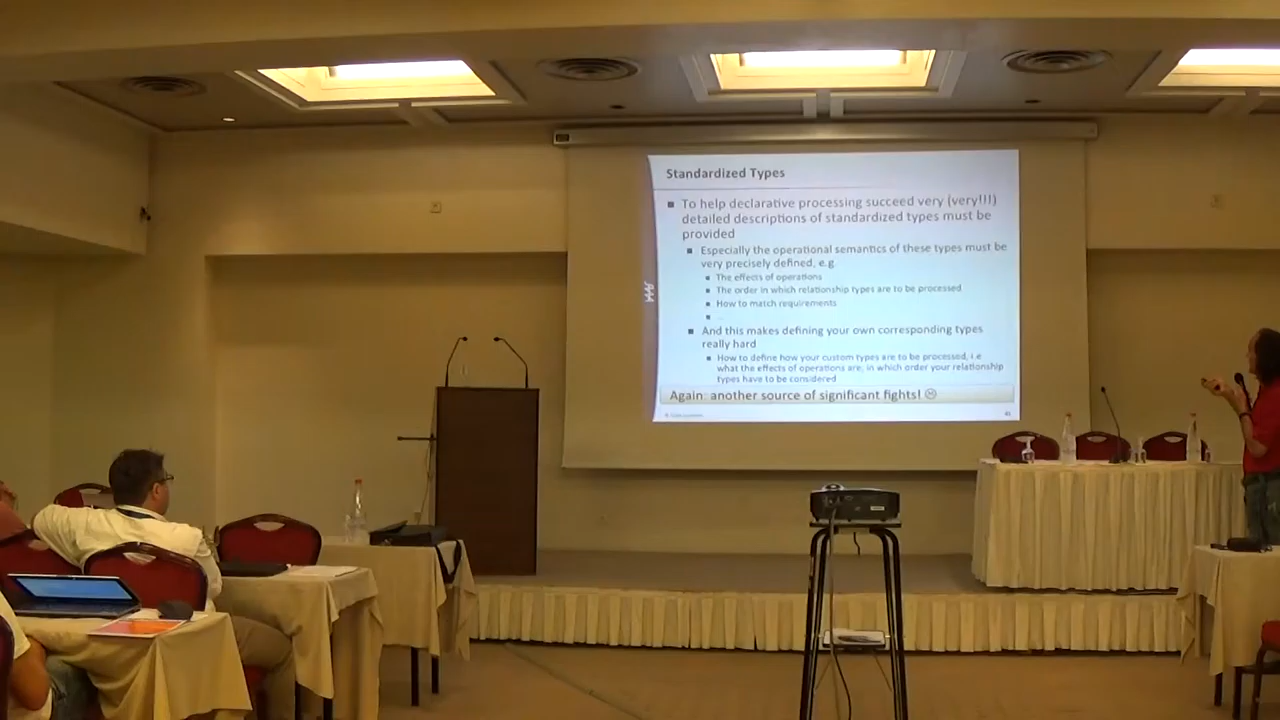 Standardized Types
To help declarative processing succeed very (very!!!)
detailed descriptions of standardized types must be
provided
Especially the operational semantics of these types must be
very precisely defined, e.g.
The effects of operations
The order in which relationship types are to be processed
How to match requirements
...
And this makes defining your own corresponding types
really hard
How to define how your custom types are to be processed, i.e
what the effects of operations are, in which order your relationship
types have to be considered
Again: another source of significant fights! ☹